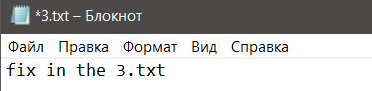 *3.txt – Блокнот
Файл Правка Формат Вид Справка
fix in the 3.txt